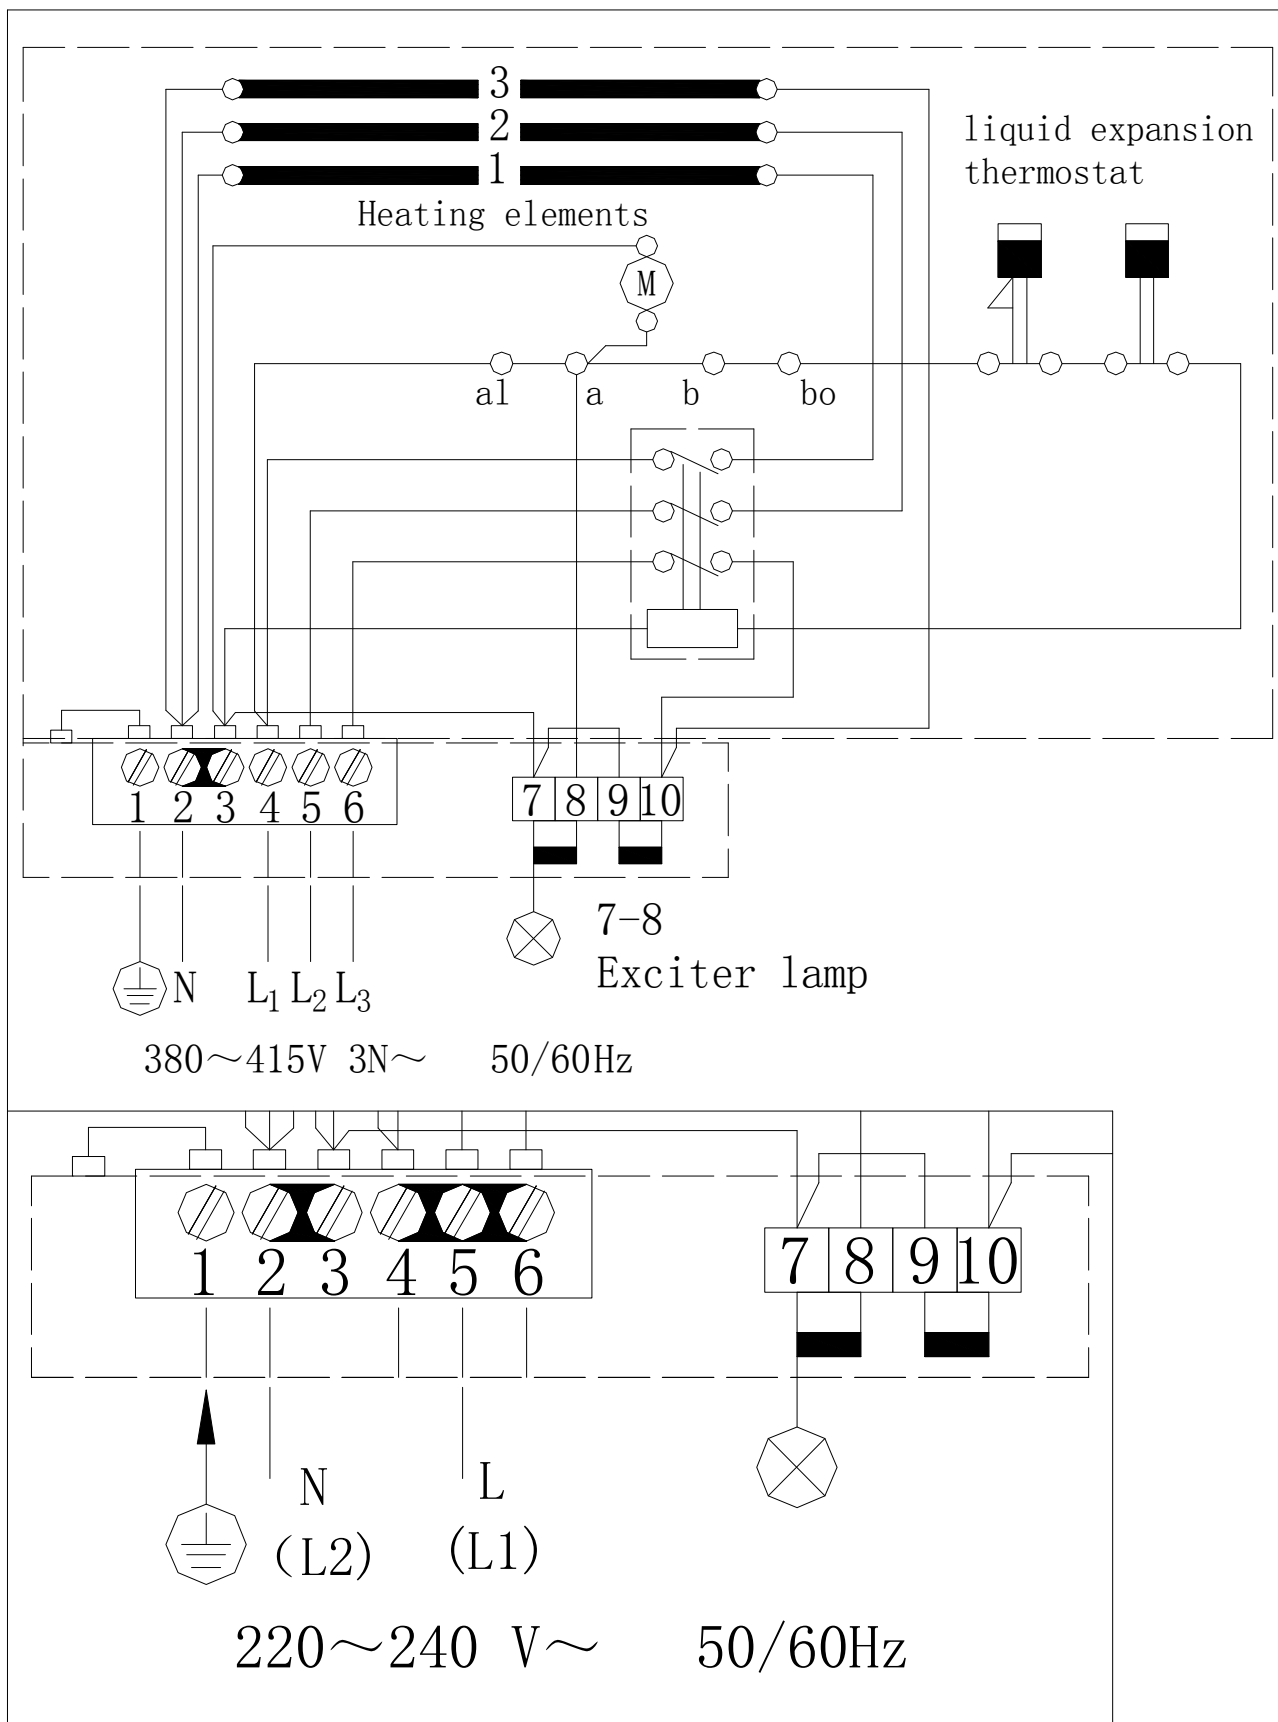 3
2
1
Heating elements
liquid expansion
thermostat
M
al a b bo
1 2 3 4 5 6
7 8 9 10
7-8
Exciter lamp
N L1 L2 L3
380～415V 3N～ 50/60Hz
1 2 3 4 5 6
7 8 9 10
N L
(L2) (L1)
220～240 V～ 50/60Hz